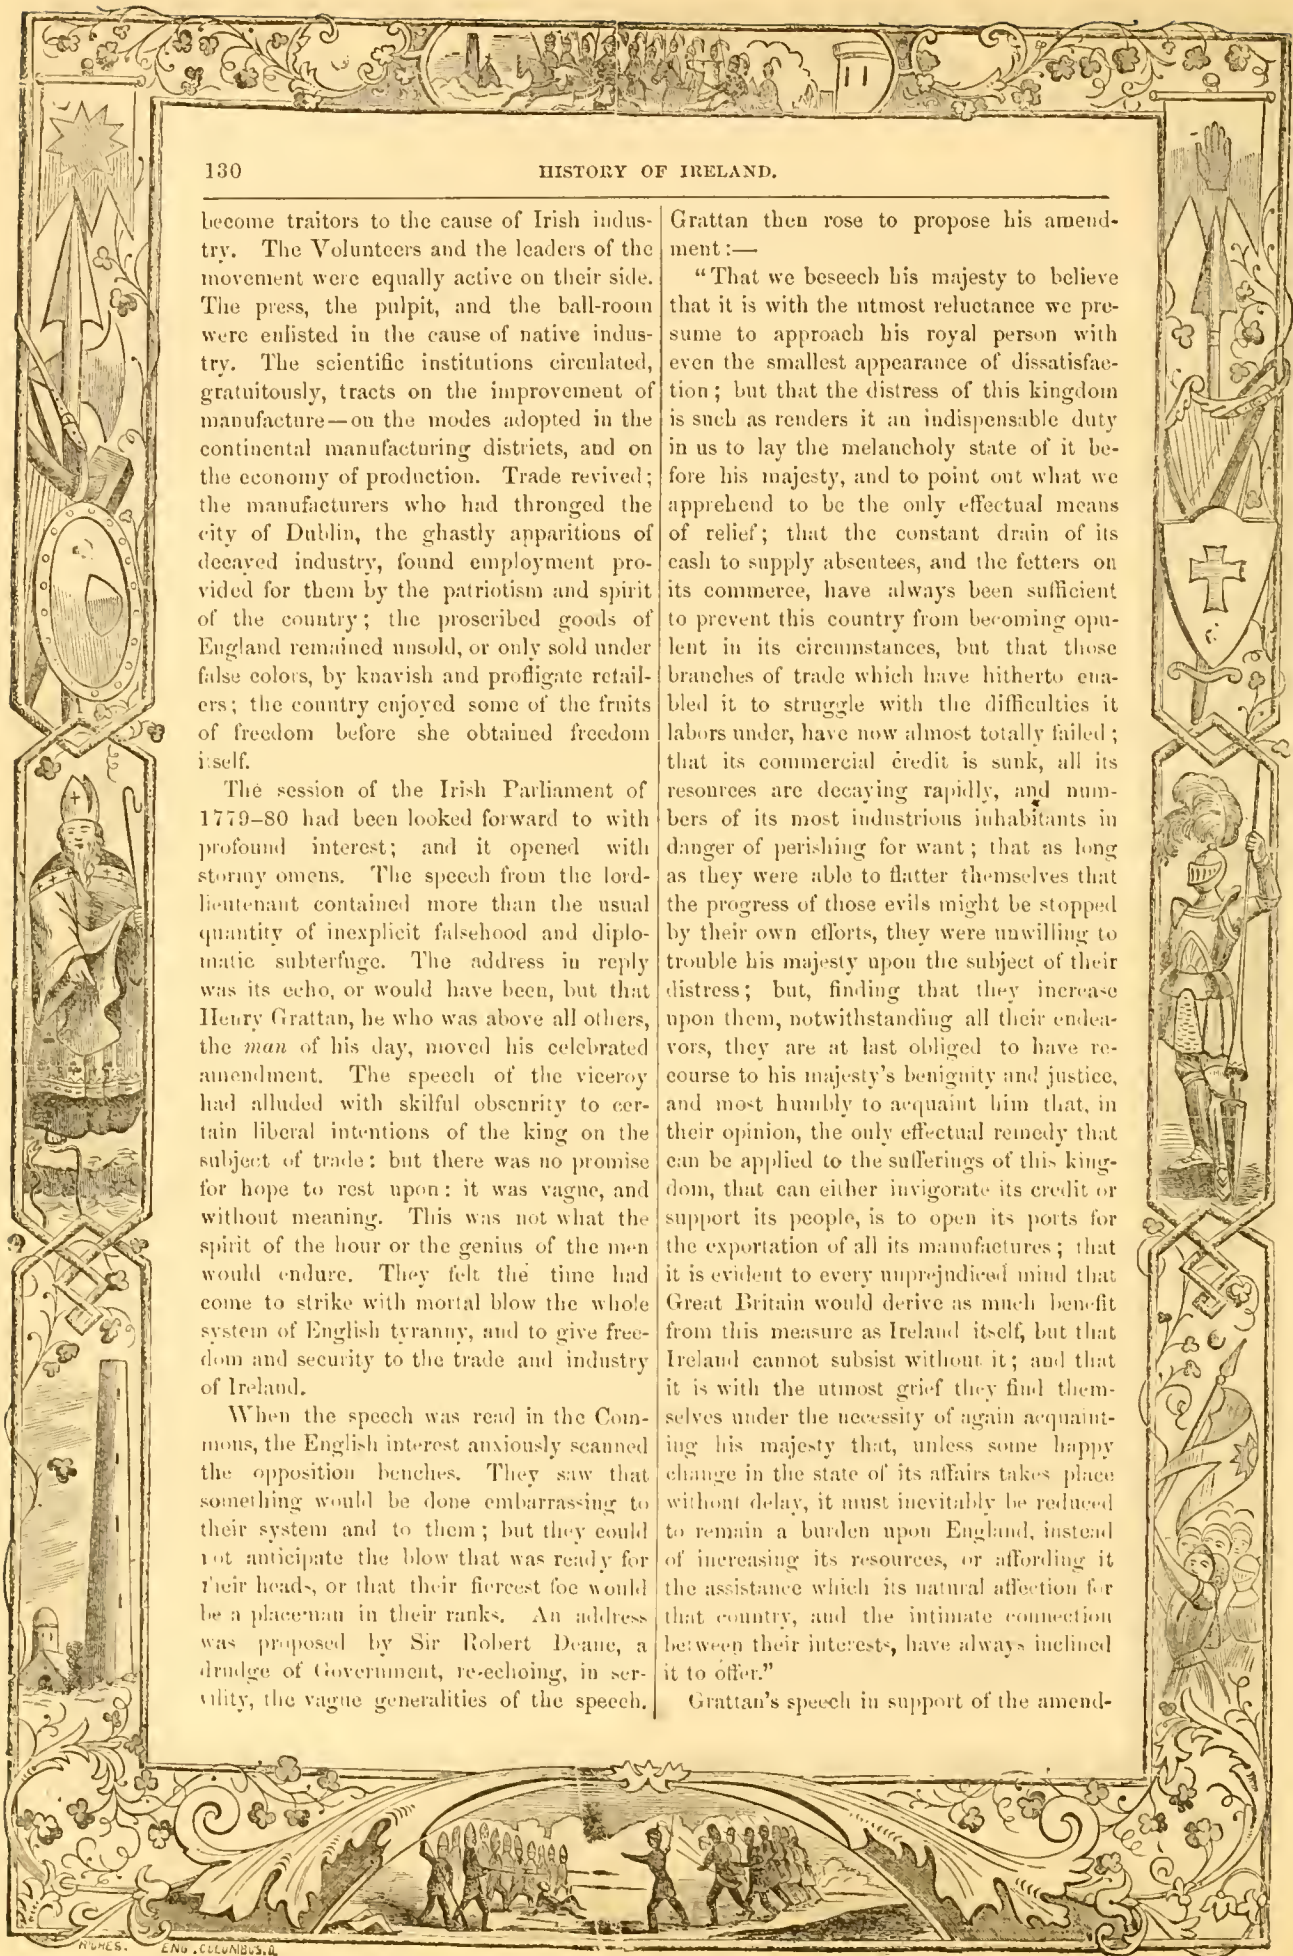 130
HISTORY OF IRELAND.
become traitors to the cause of Irish indus-
try. The Volunteers and the leaders of the
movement were equally active on their side.
The press, the pulpit, and the ball-room
were enlisted in the cause of native indus-
try. The scientific institutions circulated,
gratuitously, tracts on the improvement of
manufacture—on the modes adopted in the
continental manufacturing districts, and on
the economy of production. Trade revived;
the manufacturers who had thronged the
city of Dublin, the ghastly apparitions of
decayed industry, found employment pro-
vided for them by the patriotism and spirit
of the country; the proscribed goods of
England remained unsold, or only sold under
false colors, by knavish and profligate retail-
ers; the country enjoyed some of the fruits
of freedom before she obtained freedom
itself.
The session of the Irish Parliament of
1779–80 had been looked forward to with
profound interest; and it opened with
stormy omens. The speech from the lord-
lieutenant contained more than the usual
quantity of inexplicit falsehood and diplo-
matic subterfuge. The address in reply
was its echo, or would have been, but that
Henry Grattan, he who was above all others,
the man of his day, moved his celebrated
amendment. The speech of the viceroy
had alluded with skilful obscurity to cer-
tain liberal intentions of the king on the
subject of trade: but there was no promise
for hope to rest upon: it was vague, and
without meaning. This was not what the
spirit of the hour or the genius of the men
would endure. They felt the time had
come to strike with mortal blow the whole
system of English tyranny, and to give free-
dom and security to the trade and industry
of Ireland.
When the speech was read in the Com-
mons, the English interest anxiously scanned
the opposition benches. They saw that
something would be done embarrassing to
their system and to them; but they could
not anticipate the blow that was ready for
their heads, or that their fiercest foe would
be a placeman in their ranks. An address
was proposed by Sir Robert Deane, a
drudge of Government, re-echoing, in ser-
vility, the vague generalities of the speech.
Grattan then rose to propose his amend-
ment:—
"That we beseech his majesty to believe
that it is with the utmost reluctance we pre-
sume to approach his royal person with
even the smallest appearance of dissatisfac-
tion; but that the distress of this kingdom
is such as renders it an indispensable duty
in us to lay the melancholy state of it be-
fore his majesty, and to point out what we
apprehend to be the only effectual means
of relief; that the constant drain of its
cash to supply absentees, and the fetters on
its commerce, have always been sufficient
to prevent this country from becoming opu-
lent in its circumstances, but that those
branches of trade which have hitherto ena-
bled it to struggle with the difficulties it
labors under, have now almost totally failed;
that its commercial credit is sunk, all its
resources are decaying rapidly, and num-
bers of its most industrious inhabitants in
danger of perishing for want; that as long
as they were able to flatter themselves that
the progress of those evils might be stopped
by their own efforts, they were unwilling to
trouble his majesty upon the subject of their
distress; but, finding that they increase
upon them, notwithstanding all their endea-
vors, they are at last obliged to have re-
course to his majesty's benignity and justice,
and most humbly to acquaint him that, in
their opinion, the only effectual remedy that
can be applied to the sufferings of this king-
dom, that can either invigorate its credit or
support its people, is to open its ports for
the exportation of all its manufactures; that
it is evident to every unprejudiced mind that
Great Britain would derive as much benefit
from this measure as Ireland itself, but that
Ireland cannot subsist without it; and that
it is with the utmost grief they find them-
selves under the necessity of again acquaint-
ing his majesty that, unless some happy
change in the state of its affairs takes place
without delay, it must inevitably be reduced
to remain a burden upon England, instead
of increasing its resources, or affording it
the assistance which its natural affection for
that country, and the intimate connection
between their interests, have always inclined
it to offer."
Grattan's speech in support of the amend-
ENG. COLUMBUS.O.